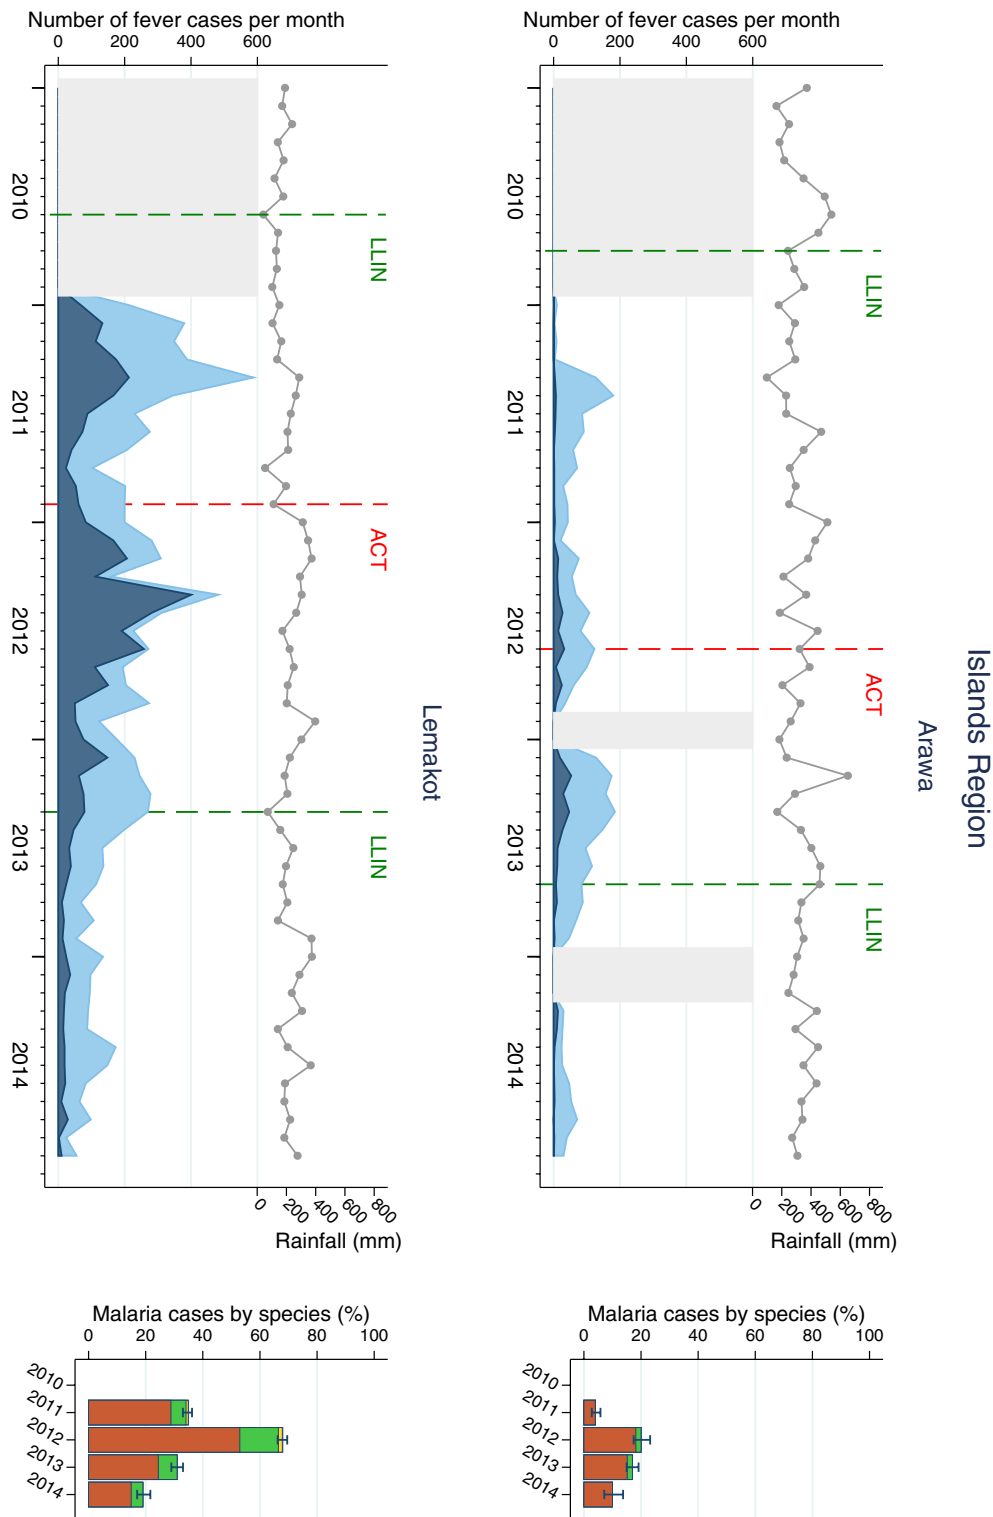 Islands Region
Arawa
Number of fever cases per month
0 200 400 600
LLIN
ACT
LLIN
2010 2011 2012 2013 2014
0 200 400 600 800
Rainfall (mm)
Malaria cases by species (%)
0 20 40 60 80 100
2010
2011
2012
2013
2014
Lemakot
Number of fever cases per month
0 200 400 600
LLIN
ACT
LLIN
2010 2011 2012 2013 2014
0 200 400 600 800
Rainfall (mm)
Malaria cases by species (%)
0 20 40 60 80 100
2010
2011
2012
2013
2014